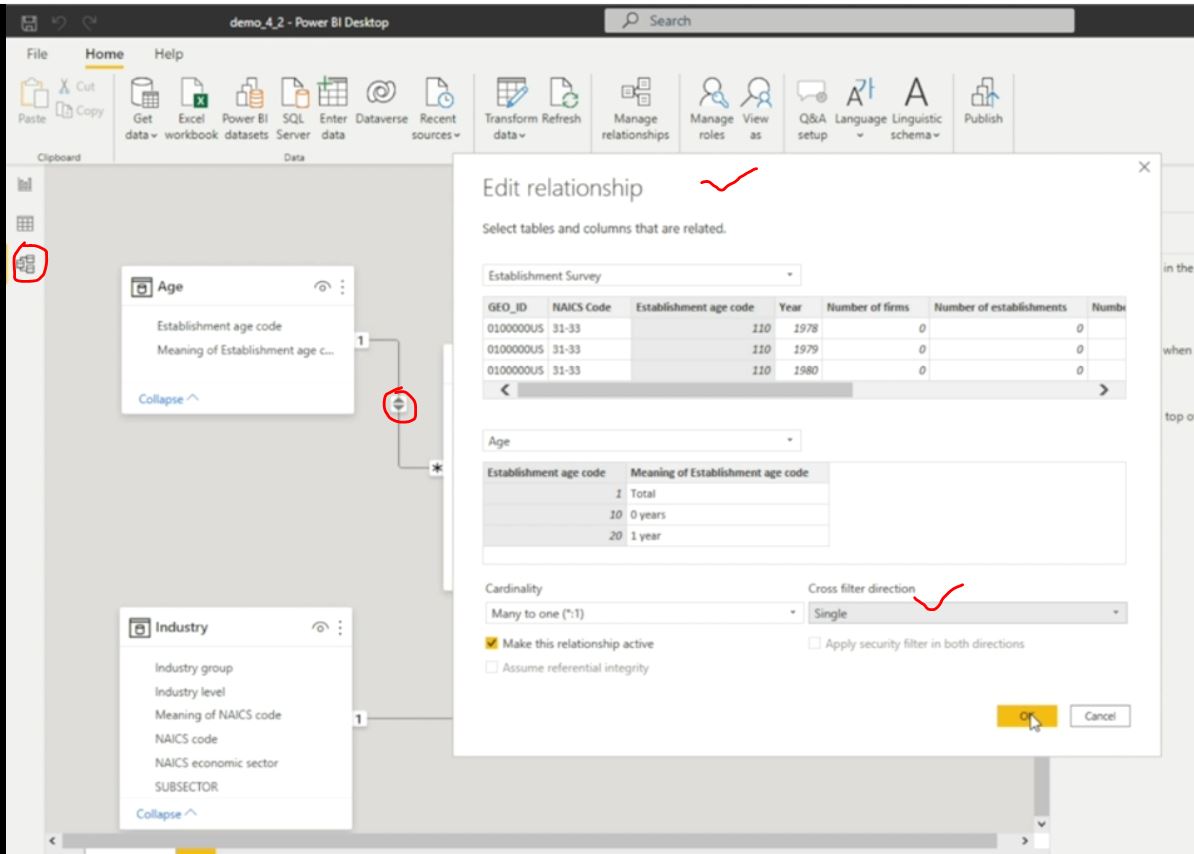 demo_4_2 - Power BI Desktop
Search
File Home Help
Paste
Cut
Copy
Clipboard
Get data
Excel workbook
Power BI datasets
SQL Server
Enter data
Dataverse
Recent sources
Data
Transform data
Refresh
Manage relationships
Manage roles
View as
Q&A setup
Language
Linguistic schema
Publish
Age
Establishment age code
Meaning of Establishment age c...
Collapse
1
*
Industry
Industry group
Industry level
Meaning of NAICS code
NAICS code
NAICS economic sector
SUBSECTOR
Collapse
1
Edit relationship
Select tables and columns that are related.
Establishment Survey
GEO_ID NAICS Code Establishment age code Year Number of firms Number of establishments Numbe
0100000US 31-33 110 1978 0 0
0100000US 31-33 110 1979 0 0
0100000US 31-33 110 1980 0 0
Age
Establishment age code Meaning of Establishment age code
1 Total
10 0 years
20 1 year
Cardinality
Many to one (*:1)
Make this relationship active
Assume referential integrity
Cross filter direction
Single
Apply security filter in both directions
OK
Cancel
in the
when
top o